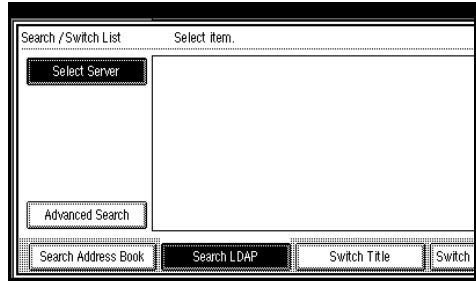 Search / Switch List Select item.
Select Server
Advanced Search
Search Address Book Search LDAP Switch Title Switch